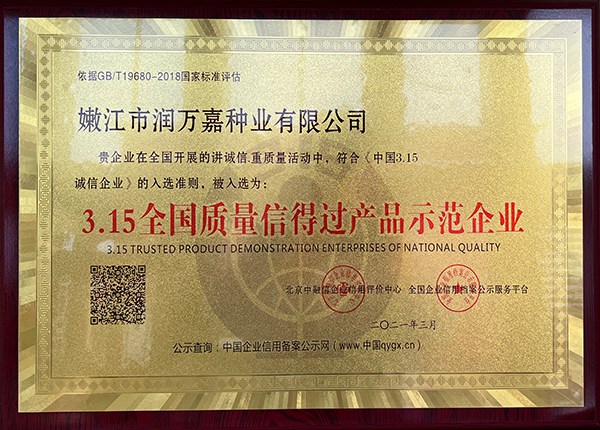 依据GB/T19680-2018国家标准评估
嫩江市润万嘉种业有限公司
贵企业在全国开展的讲诚信.重质量活动中，符合《中国3.15
诚信企业》的入选准则，被入选为：
3.15全国质量信得过产品示范企业
3.15 TRUSTED PRODUCT DEMONSTRATION ENTERPRISES OF NATIONAL QUALITY
北京中融信企业信用评价中心 全国企业信用档案公示服务平台
二〇二一年三月
公示查询：中国企业信用备案公示网（www.中国qygx.cn）